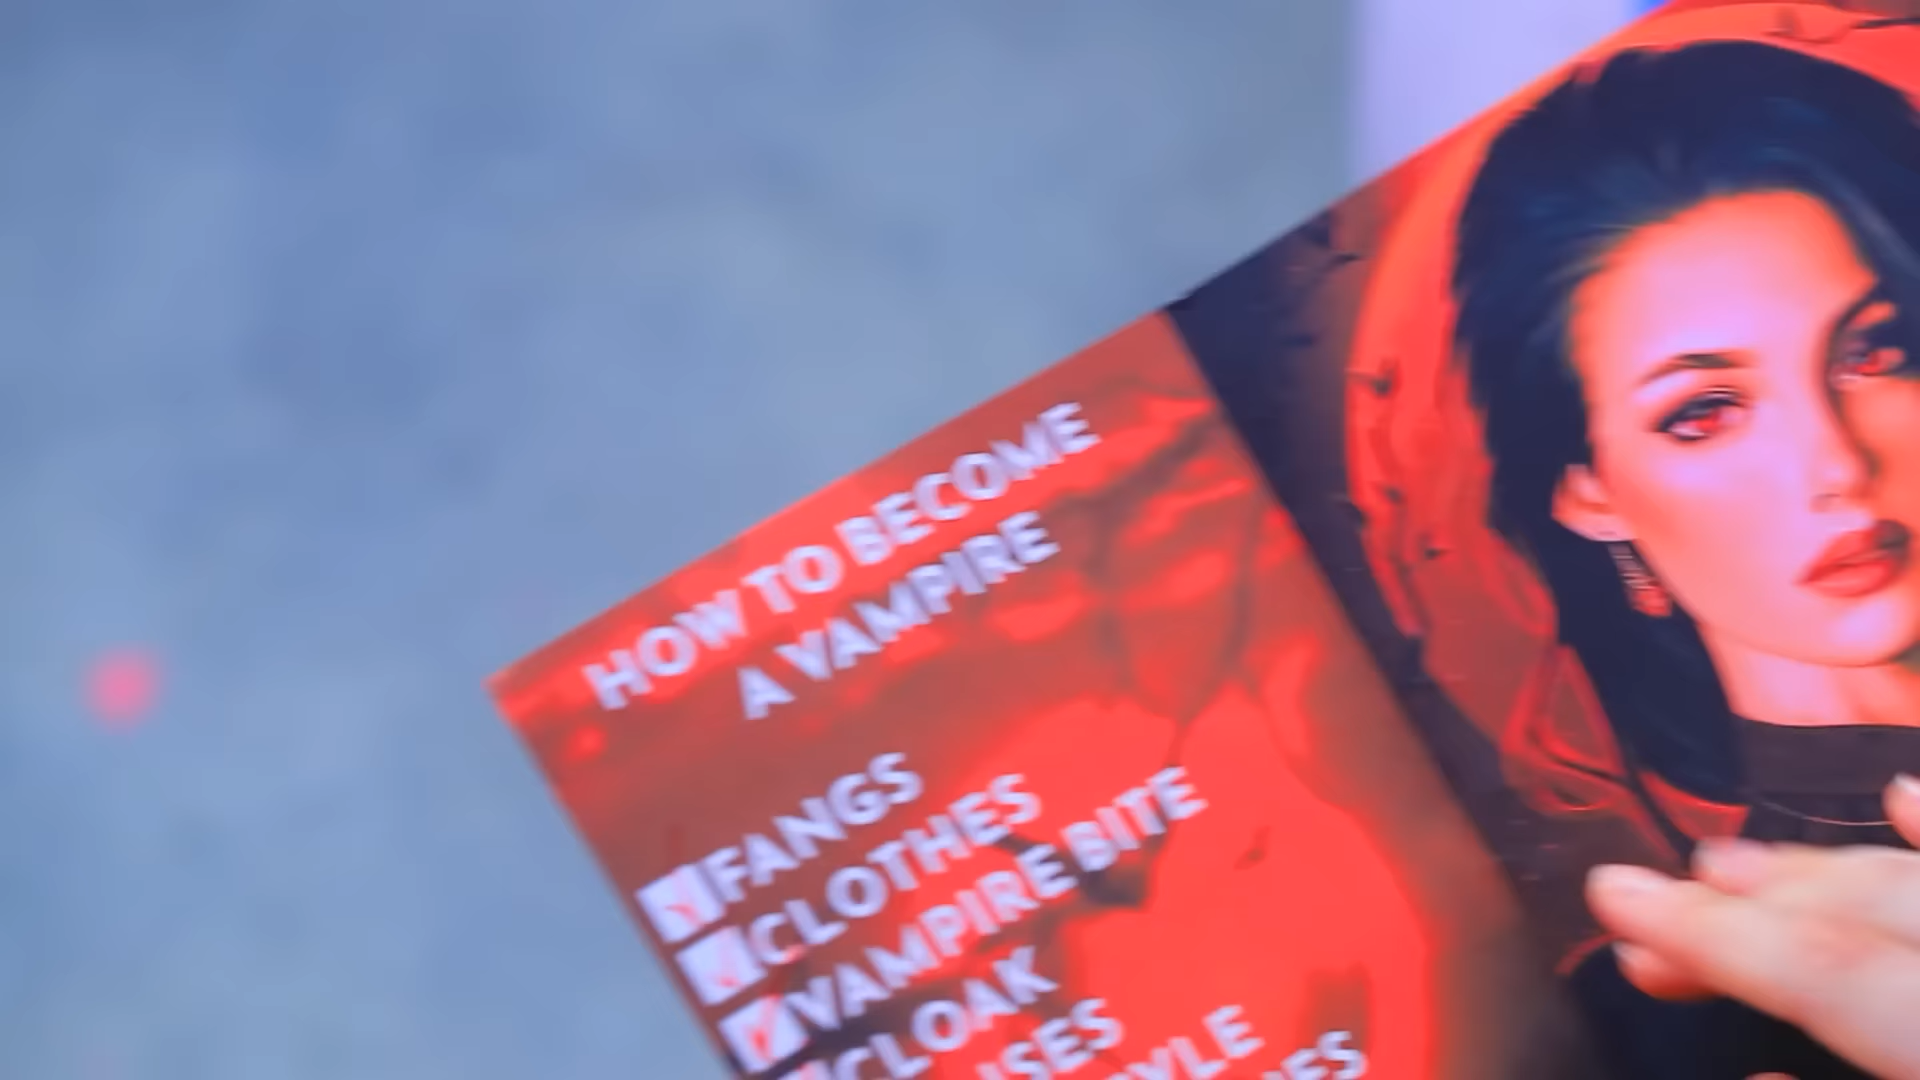 HOW TO BECOME
A VAMPIRE
FANGS
CLOTHES
VAMPIRE BITE
CLOAK